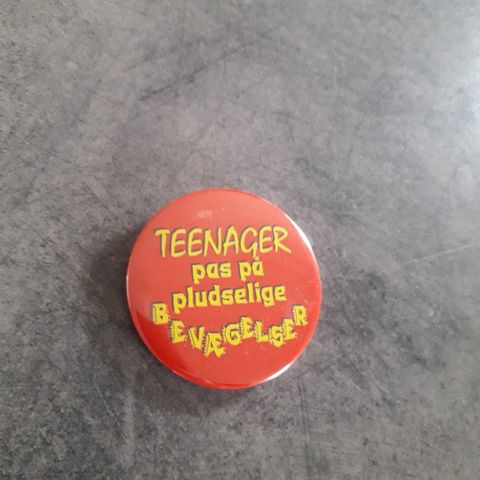 TEENAGER
pas på
pludselige
BEVÆGELSER